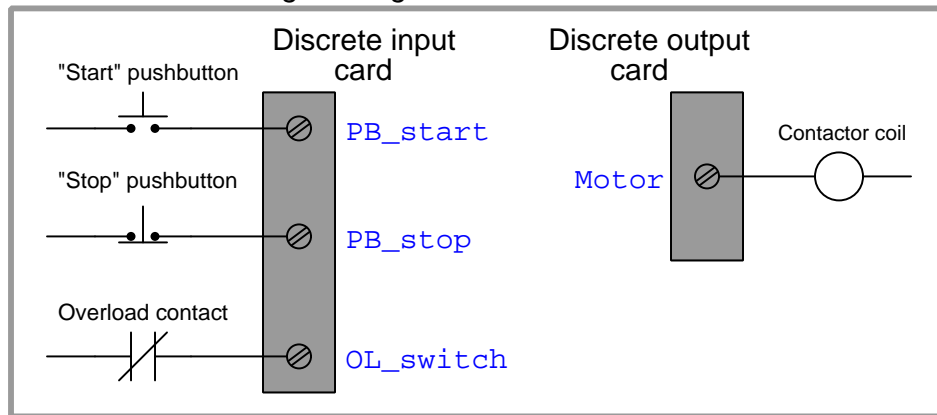 Discrete input
card
Discrete output
card
"Start" pushbutton
PB_start
Contactor coil
Motor
"Stop" pushbutton
PB_stop
Overload contact
OL_switch